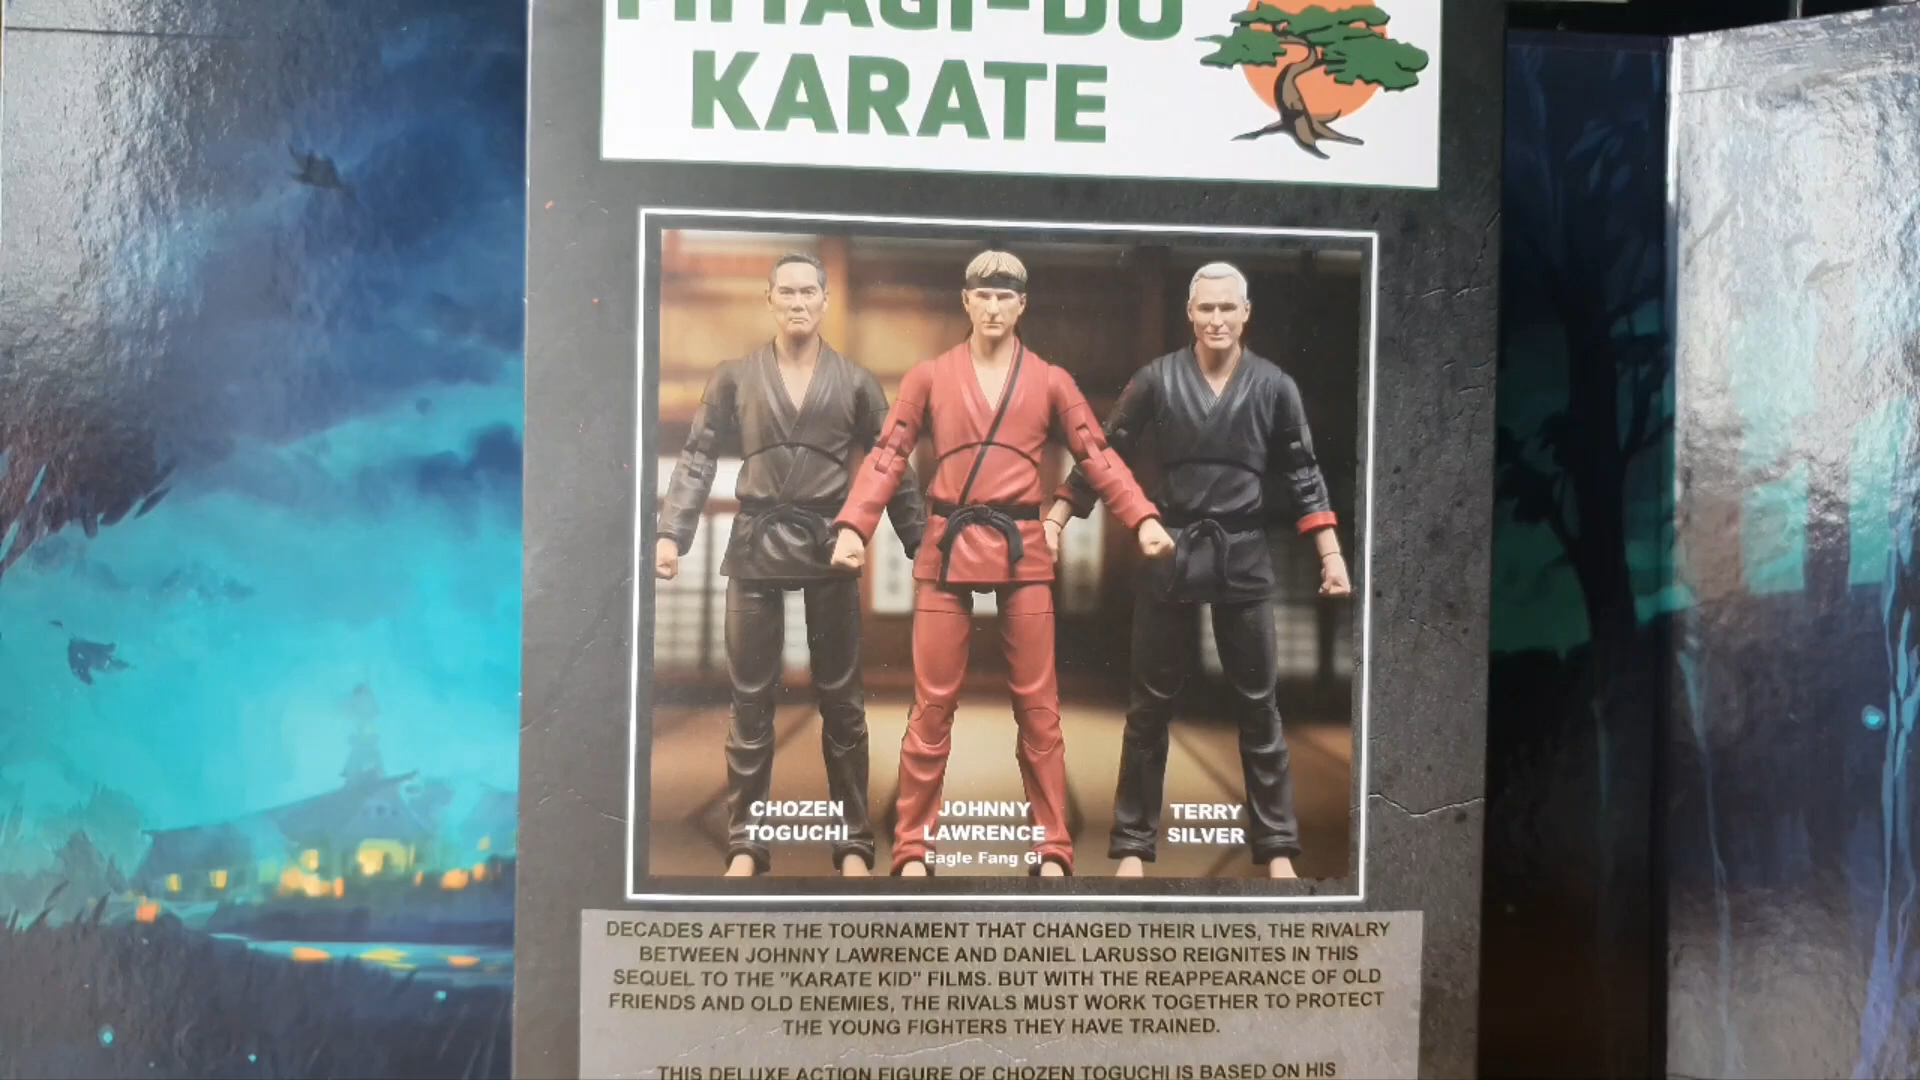 MIYAGI-DO
KARATE
CHOZEN
TOGUCHI
JOHNNY
LAWRENCE
Eagle Fang Gi
TERRY
SILVER
DECADES AFTER THE TOURNAMENT THAT CHANGED THEIR LIVES, THE RIVALRY
BETWEEN JOHNNY LAWRENCE AND DANIEL LARUSSO REIGNITES IN THIS
SEQUEL TO THE "KARATE KID" FILMS. BUT WITH THE REAPPEARANCE OF OLD
FRIENDS AND OLD ENEMIES, THE RIVALS MUST WORK TOGETHER TO PROTECT
THE YOUNG FIGHTERS THEY HAVE TRAINED.
THIS DELUXE ACTION FIGURE OF CHOZEN TOGUCHI IS BASED ON HIS